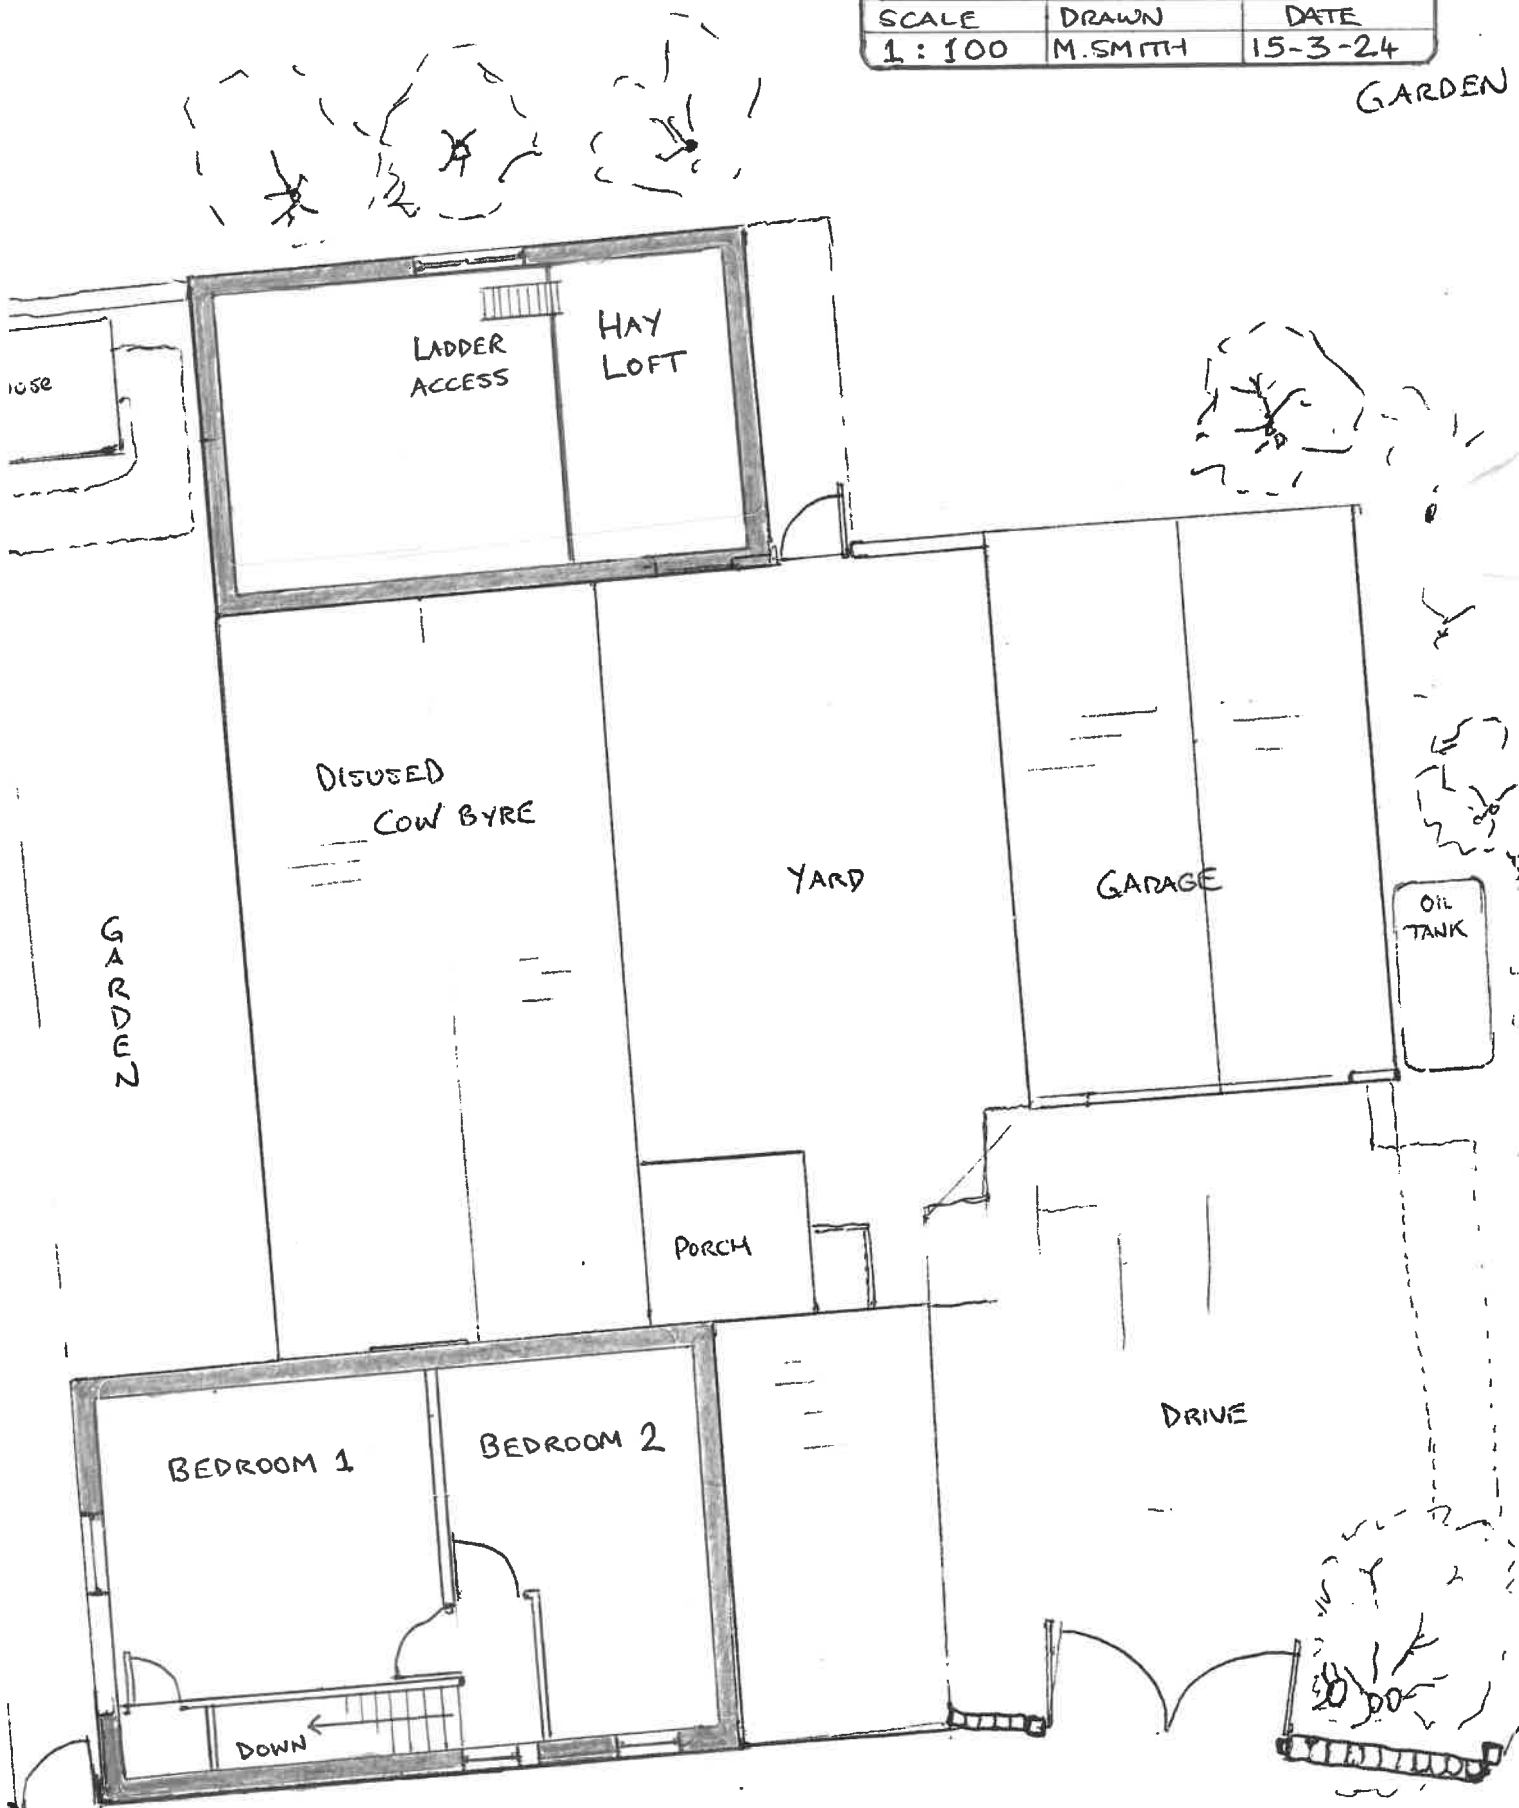 SCALE DRAWN DATE
1:100 M.SMITH 15-3-24
GARDEN
LADDER
ACCESS
HAY
LOFT
DISUSED
COW BYRE
YARD
GARAGE
OIL
TANK
GARDEN
PORCH
DRIVE
BEDROOM 1
BEDROOM 2
DOWN